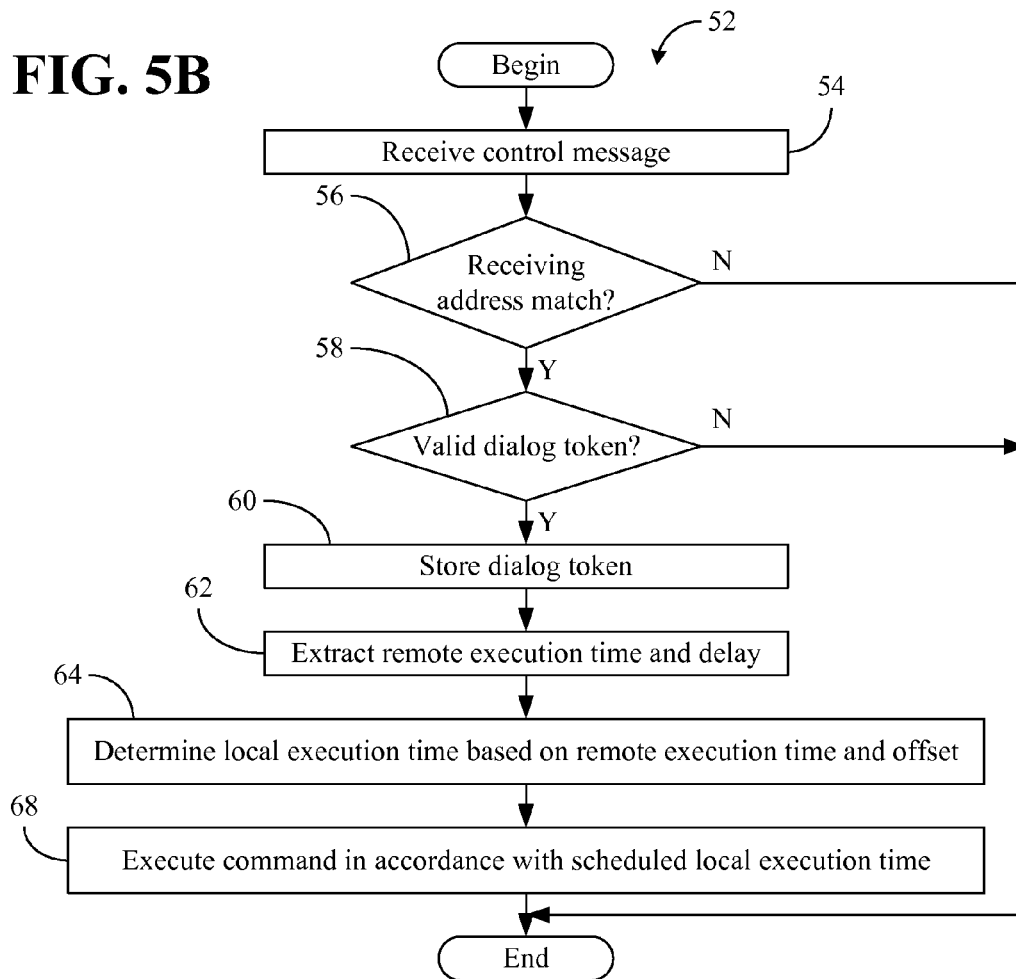 FIG. 5B
52
Begin
54
Receive control message
56
Receiving
address match?
N
Y
58
Valid dialog token?
N
Y
60
Store dialog token
62
Extract remote execution time and delay
64
Determine local execution time based on remote execution time and offset
68
Execute command in accordance with scheduled local execution time
End